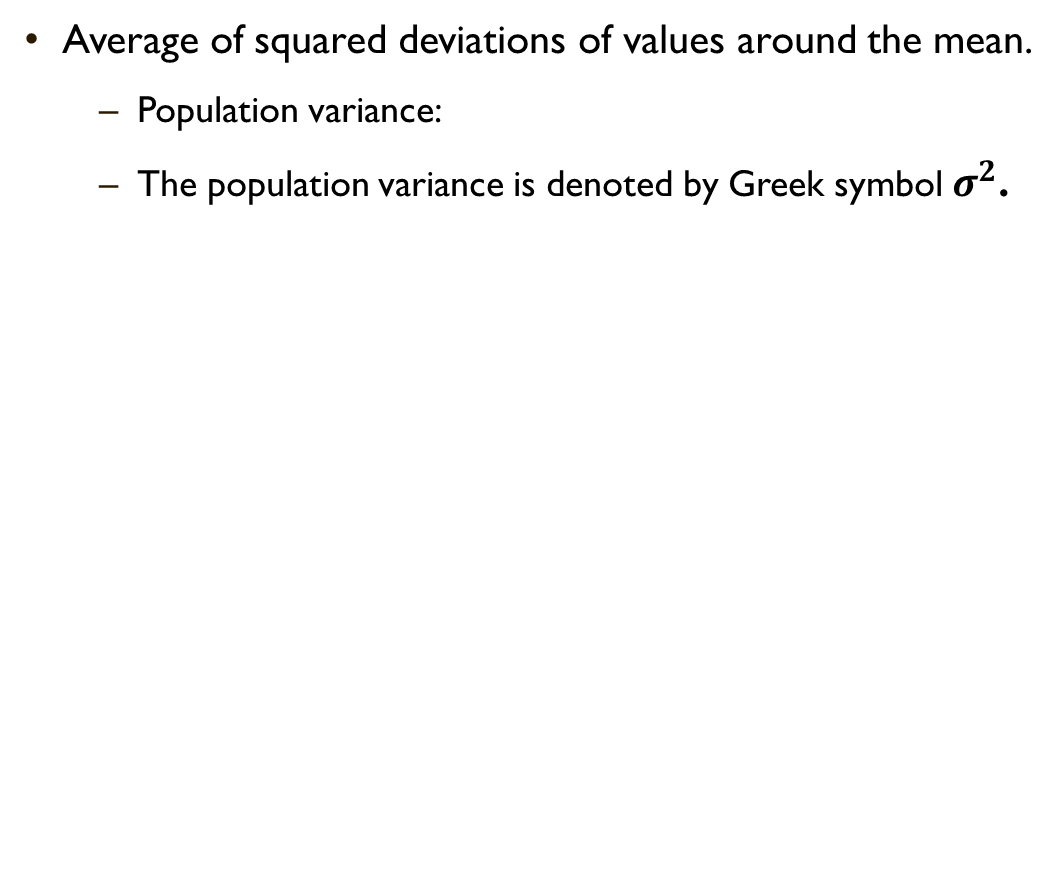 • Average of squared deviations of values around the mean.
– Population variance:
– The population variance is denoted by Greek symbol 𝝈².